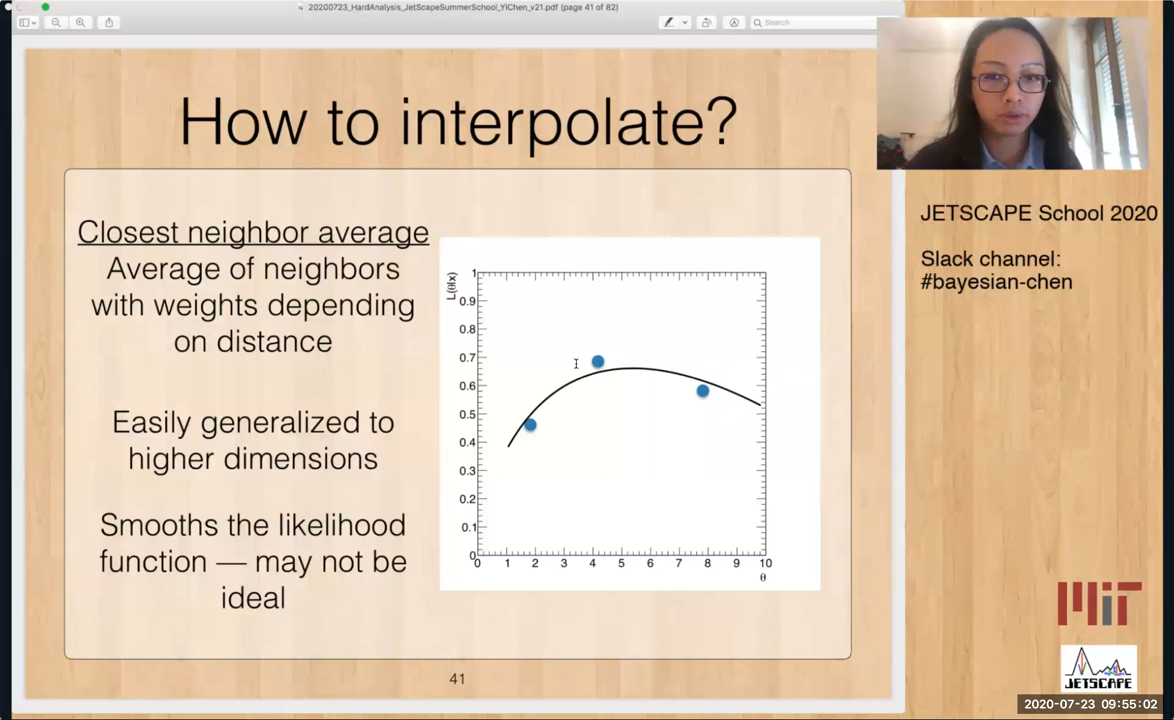 20200723_HardAnalysis_JetScapeSummerSchool_YiChen_v21.pdf (page 41 of 82)
Search
How to interpolate?
Closest neighbor average
Average of neighbors
with weights depending
on distance
Easily generalized to
higher dimensions
Smooths the likelihood
function — may not be
ideal
L(θ|x)
1
0.9
0.8
0.7
0.6
0.5
0.4
0.3
0.2
0.1
0
0 1 2 3 4 5 6 7 8 9 10
θ
41
JETSCAPE School 2020
Slack channel:
#bayesian-chen
MIT
JETSCAPE
2020-07-23 09:55:02